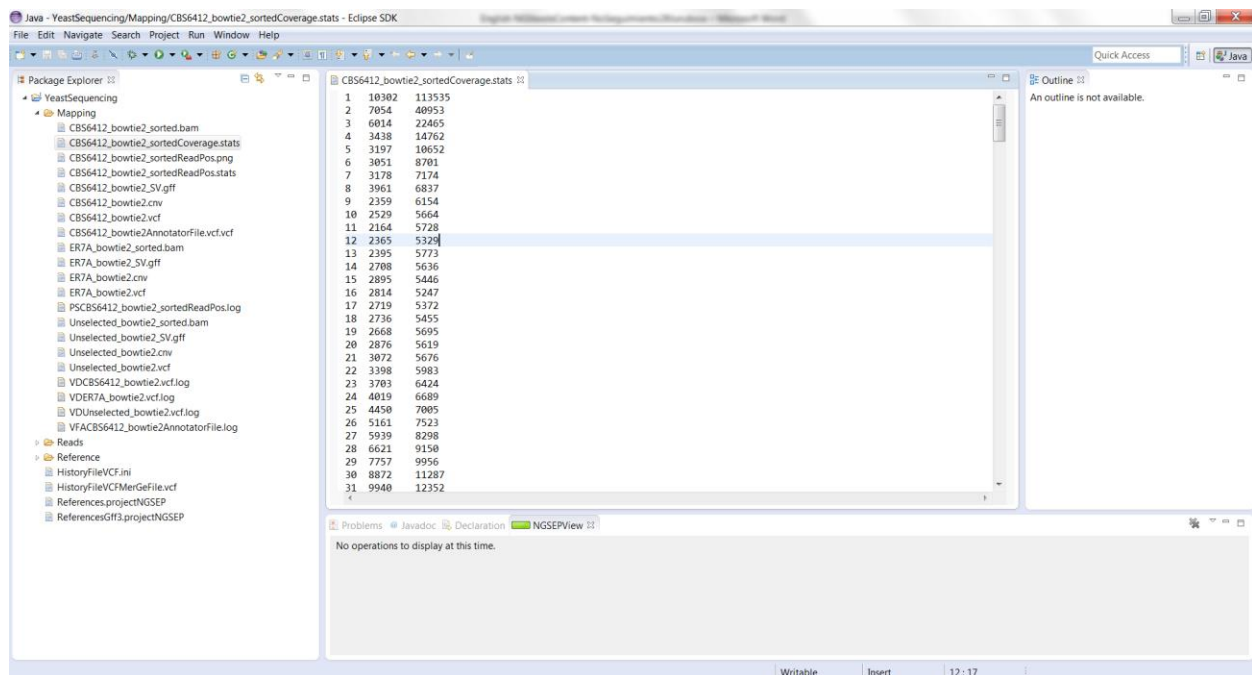 Java - YeastSequencing/Mapping/CBS6412_bowtie2_sortedCoverage.stats - Eclipse SDK
File Edit Navigate Search Project Run Window Help
Quick Access
Java
Package Explorer
YeastSequencing
Mapping
CBS6412_bowtie2_sorted.bam
CBS6412_bowtie2_sortedCoverage.stats
CBS6412_bowtie2_sortedReadPos.png
CBS6412_bowtie2_sortedReadPos.stats
CBS6412_bowtie2_SV.gff
CBS6412_bowtie2.cnv
CBS6412_bowtie2.vcf
CBS6412_bowtie2AnnotatorFile.vcf.vcf
ER7A_bowtie2_sorted.bam
ER7A_bowtie2_SV.gff
ER7A_bowtie2.cnv
ER7A_bowtie2.vcf
PSCBS6412_bowtie2_sortedReadPos.log
Unselected_bowtie2_sorted.bam
Unselected_bowtie2_SV.gff
Unselected_bowtie2.cnv
Unselected_bowtie2.vcf
VDCBS6412_bowtie2.vcf.log
VDER7A_bowtie2.vcf.log
VDUnselected_bowtie2.vcf.log
VFACBS6412_bowtie2AnnotatorFile.log
Reads
Reference
HistoryFileVCF.ini
HistoryFileVCFMerGeFile.vcf
References.projectNGSEP
ReferencesGff3.projectNGSEP
CBS6412_bowtie2_sortedCoverage.stats
1 10302 113535
2 7054 40953
3 6014 22465
4 3438 14762
5 3197 10652
6 3051 8701
7 3178 7174
8 3961 6837
9 2359 6154
10 2529 5664
11 2164 5728
12 2365 5329
13 2395 5773
14 2708 5636
15 2895 5446
16 2814 5247
17 2719 5372
18 2736 5455
19 2668 5695
20 2876 5619
21 3072 5676
22 3398 5983
23 3703 6424
24 4019 6689
25 4450 7005
26 5161 7523
27 5939 8298
28 6621 9150
29 7757 9956
30 8872 11287
31 9940 12352
Outline
An outline is not available.
Problems Javadoc Declaration NGSEPView
No operations to display at this time.
Writable Insert 12 : 17